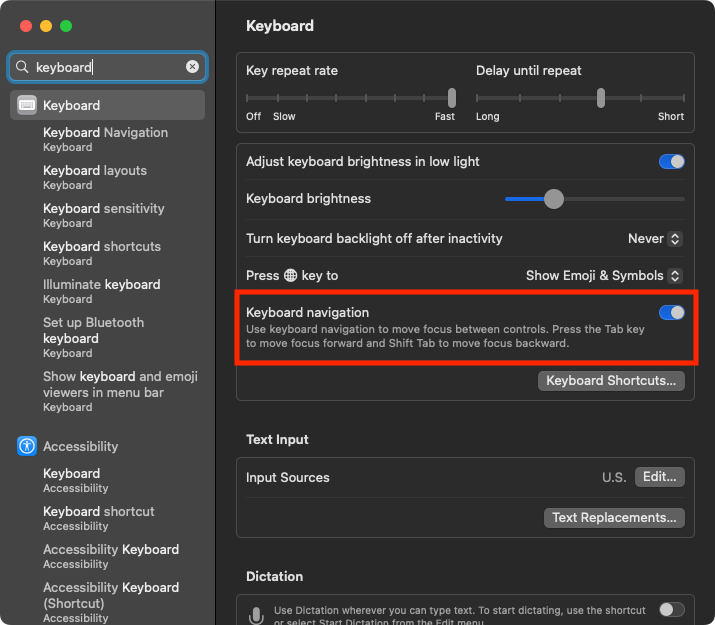 keyboard
Keyboard
Keyboard Navigation
Keyboard
Keyboard layouts
Keyboard
Keyboard sensitivity
Keyboard
Keyboard shortcuts
Keyboard
Illuminate keyboard
Keyboard
Set up Bluetooth
keyboard
Keyboard
Show keyboard and emoji
viewers in menu bar
Keyboard
Accessibility
Keyboard
Accessibility
Keyboard shortcut
Accessibility
Accessibility Keyboard
Accessibility
Accessibility Keyboard
(Shortcut)
Accessibility
Keyboard
Key repeat rate
Off Slow Fast
Delay until repeat
Long Short
Adjust keyboard brightness in low light
Keyboard brightness
Turn keyboard backlight off after inactivity Never
Press key to Show Emoji & Symbols
Keyboard navigation
Use keyboard navigation to move focus between controls. Press the Tab key
to move focus forward and Shift Tab to move focus backward.
Keyboard Shortcuts...
Text Input
Input Sources U.S. Edit...
Text Replacements...
Dictation
Use Dictation wherever you can type text. To start dictating, use the shortcut
or select Start Dictation from the Edit menu.